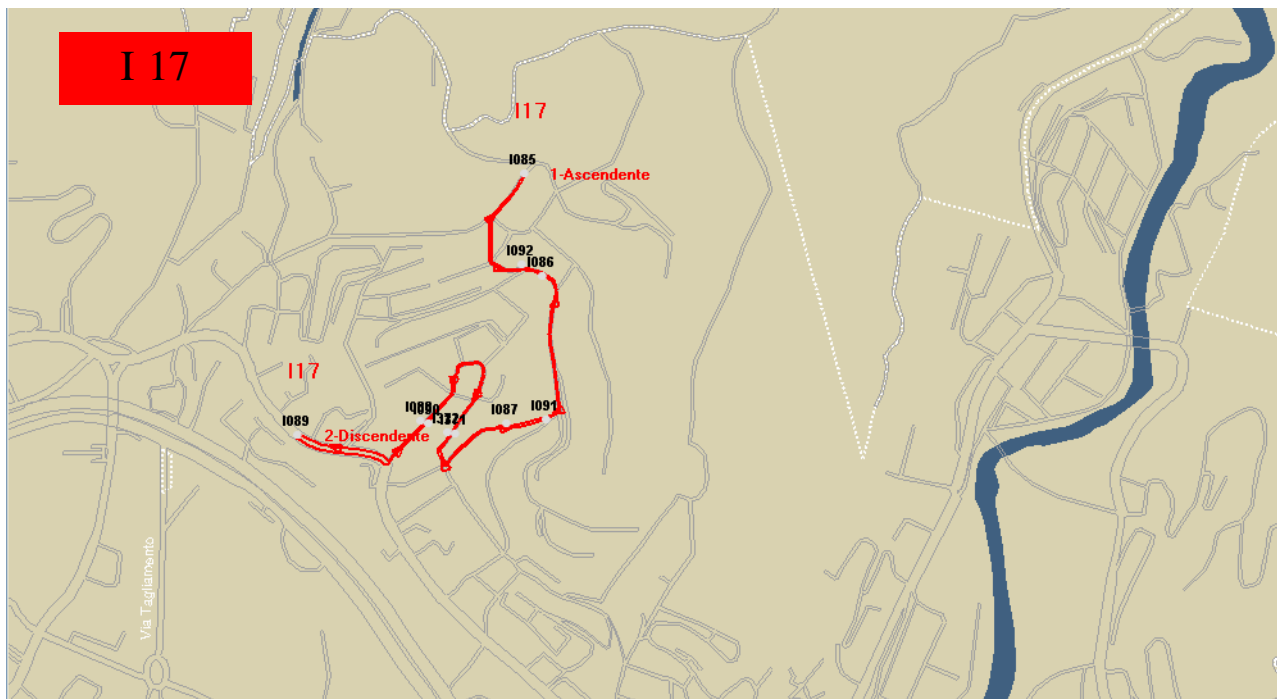 I 17
I17
I085
1-Ascendente
I092
I086
I17
I087
I091
I089
2-Discendente
Via Tagliamento